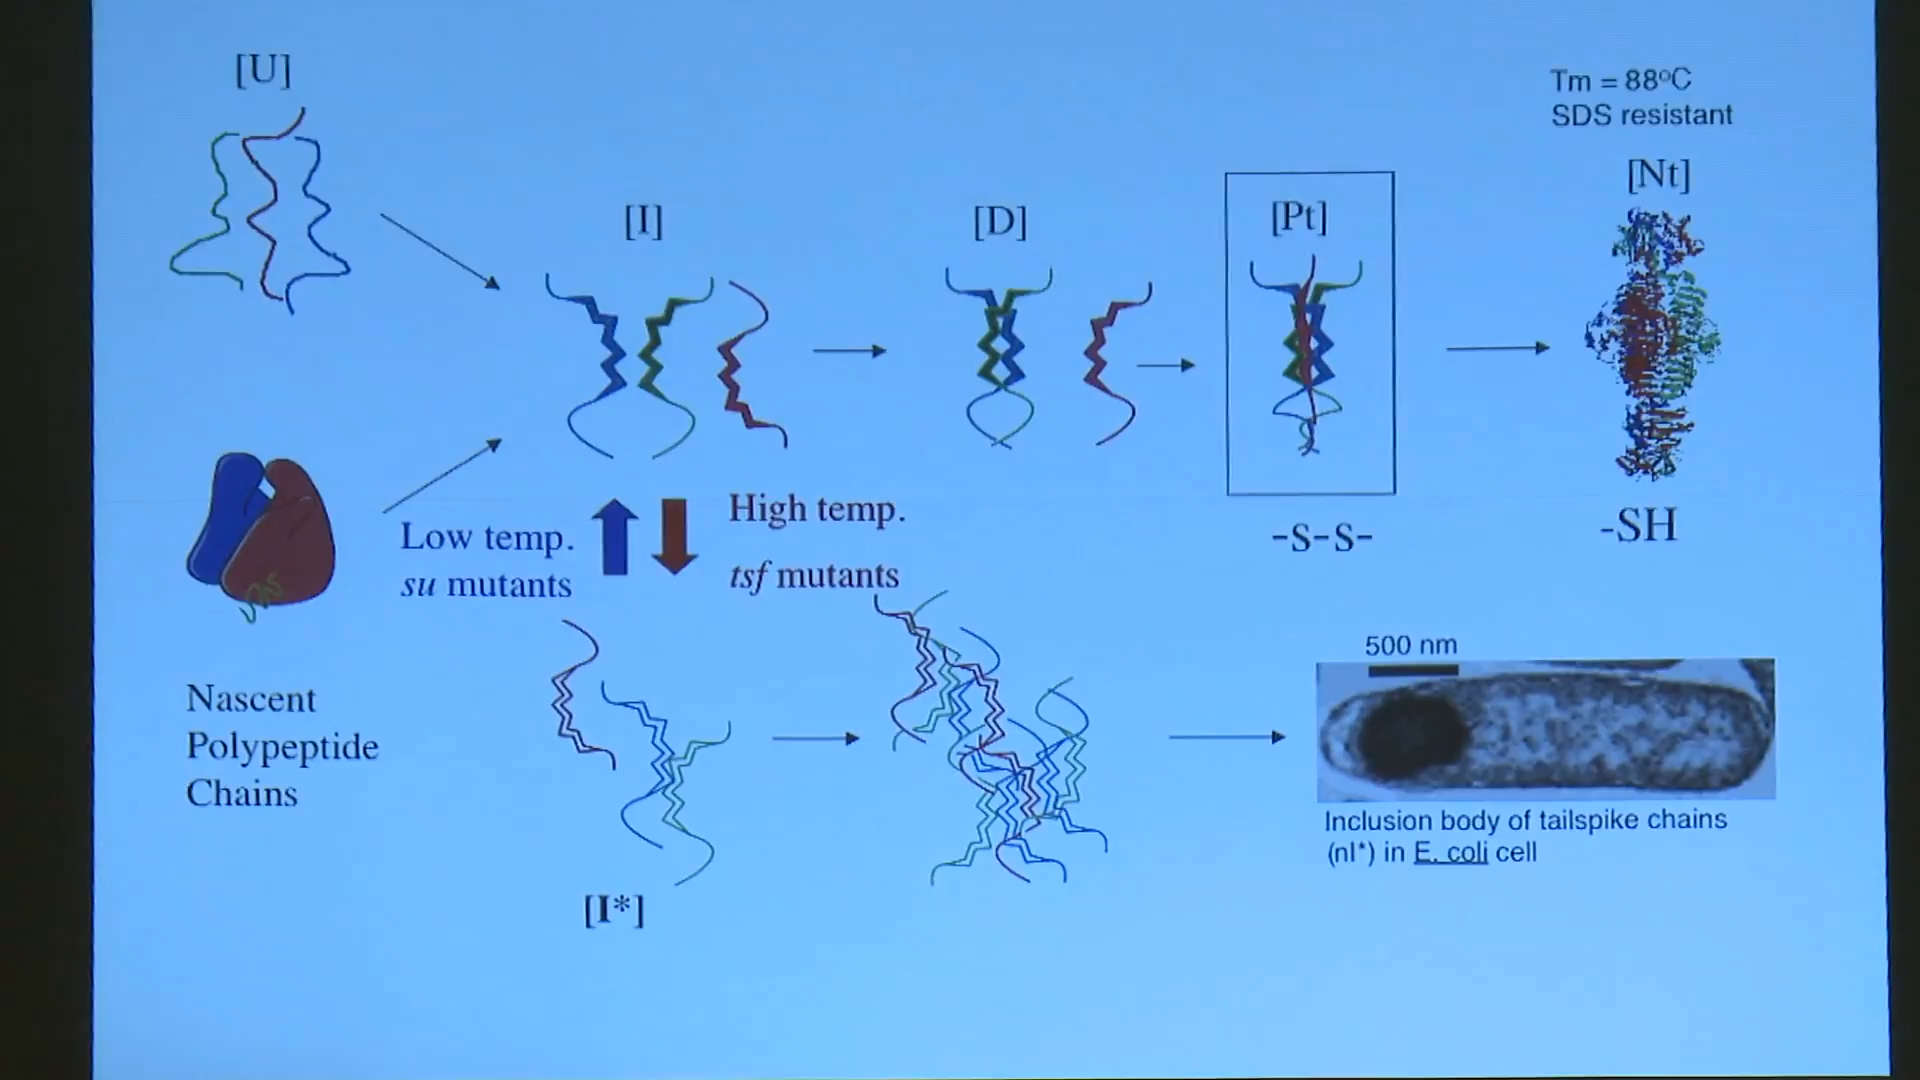 [U]
Tm = 88°C
SDS resistant
[Nt]
[I]
[D]
[Pt]
Low temp.
su mutants
High temp.
tsf mutants
-S-S-
-SH
Nascent
Polypeptide
Chains
500 nm
Inclusion body of tailspike chains
(nI*) in E. coli cell
[I*]